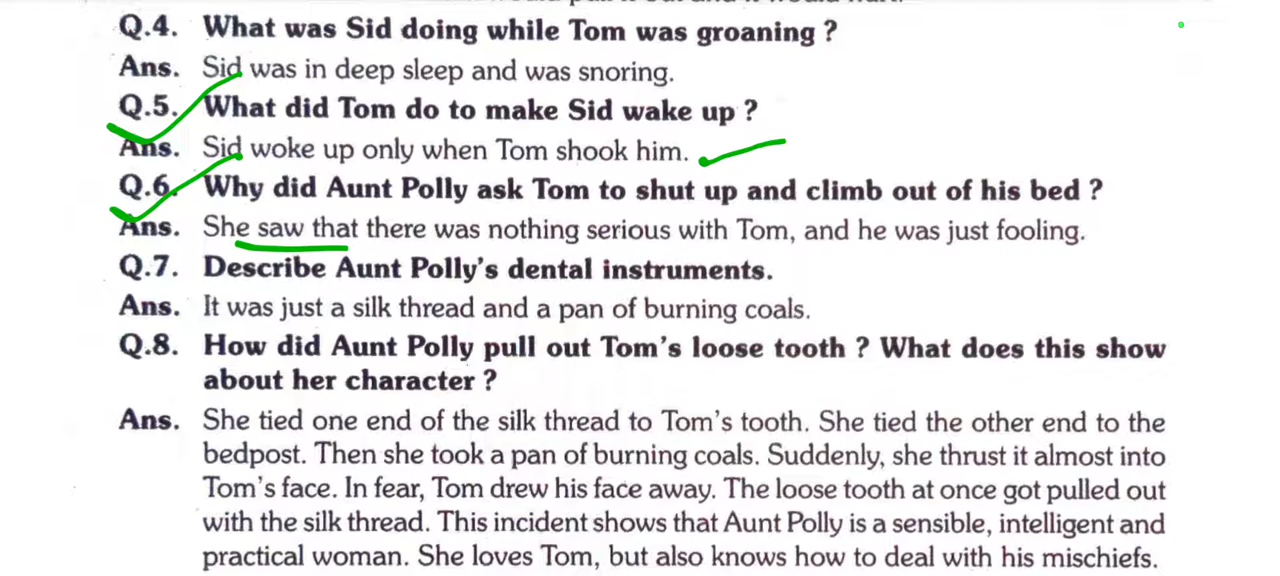 Q.4. What was Sid doing while Tom was groaning ?
Ans. Sid was in deep sleep and was snoring.
Q.5. What did Tom do to make Sid wake up ?
Ans. Sid woke up only when Tom shook him.
Q.6. Why did Aunt Polly ask Tom to shut up and climb out of his bed ?
Ans. She saw that there was nothing serious with Tom, and he was just fooling.
Q.7. Describe Aunt Polly's dental instruments.
Ans. It was just a silk thread and a pan of burning coals.
Q.8. How did Aunt Polly pull out Tom's loose tooth ? What does this show
about her character ?
Ans. She tied one end of the silk thread to Tom's tooth. She tied the other end to the
bedpost. Then she took a pan of burning coals. Suddenly, she thrust it almost into
Tom's face. In fear, Tom drew his face away. The loose tooth at once got pulled out
with the silk thread. This incident shows that Aunt Polly is a sensible, intelligent and
practical woman. She loves Tom, but also knows how to deal with his mischiefs.